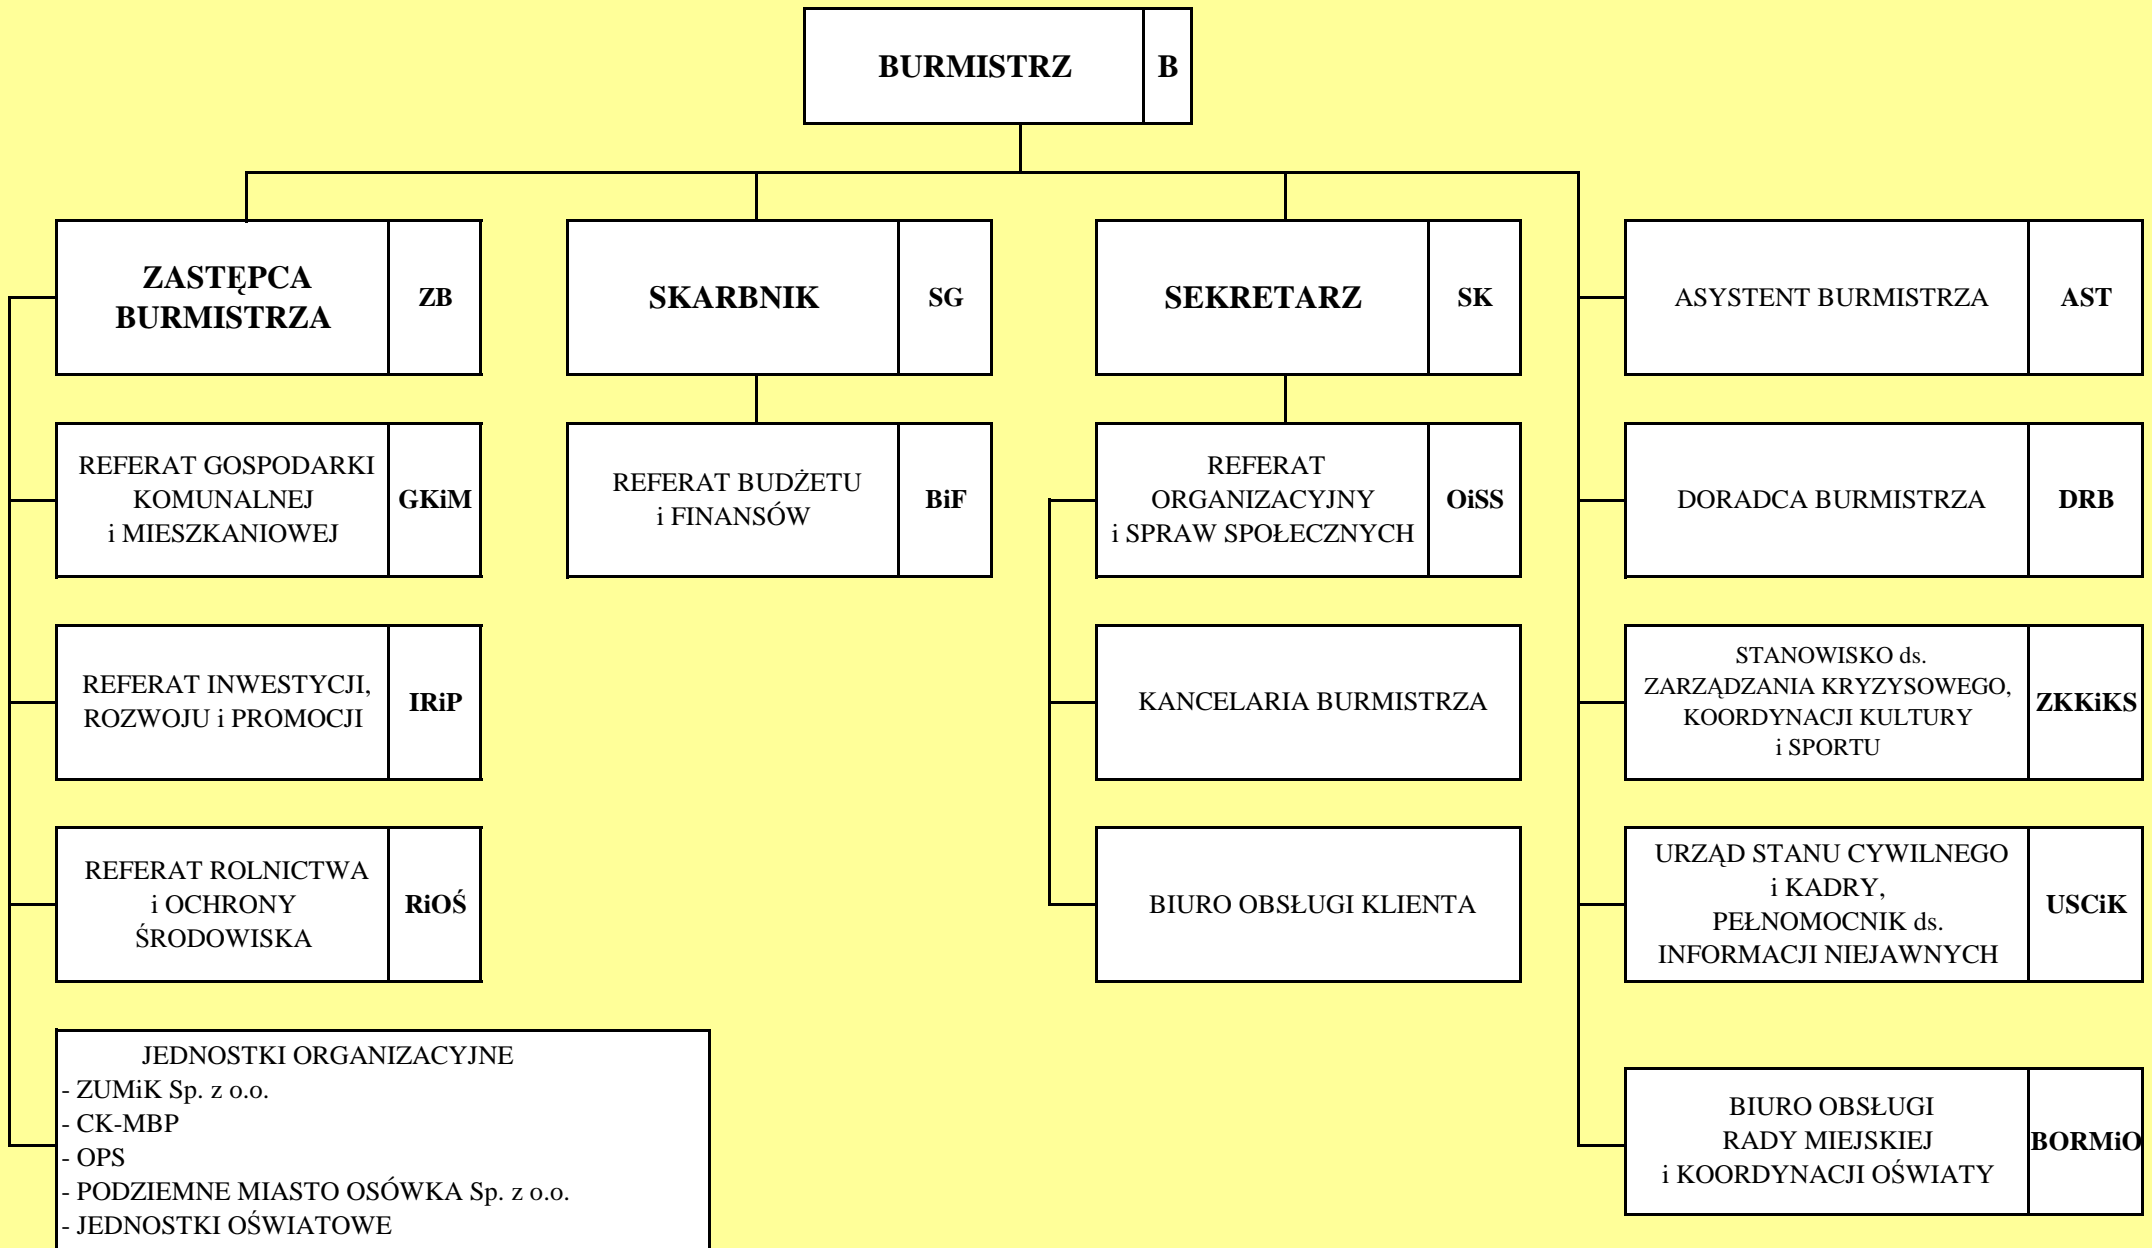 BURMISTRZ B
ZASTĘPCA
BURMISTRZA
ZB
SKARBNIK SG
SEKRETARZ SK
ASYSTENT BURMISTRZA AST
REFERAT GOSPODARKI
KOMUNALNEJ
i MIESZKANIOWEJ
GKiM
REFERAT BUDŻETU
i FINANSÓW
BiF
REFERAT
ORGANIZACYJNY
i SPRAW SPOŁECZNYCH
OiSS
DORADCA BURMISTRZA DRB
REFERAT INWESTYCJI,
ROZWOJU i PROMOCJI
IRiP
KANCELARIA BURMISTRZA
STANOWISKO ds.
ZARZĄDZANIA KRYZYSOWEGO,
KOORDYNACJI KULTURY
i SPORTU
ZKKiKS
REFERAT ROLNICTWA
i OCHRONY
ŚRODOWISKA
RiOŚ
BIURO OBSŁUGI KLIENTA
URZĄD STANU CYWILNEGO
i KADRY,
PEŁNOMOCNIK ds.
INFORMACJI NIEJAWNYCH
USCiK
JEDNOSTKI ORGANIZACYJNE
- ZUMiK Sp. z o.o.
- CK-MBP
- OPS
- PODZIEMNE MIASTO OSÓWKA Sp. z o.o.
- JEDNOSTKI OŚWIATOWE
BIURO OBSŁUGI
RADY MIEJSKIEJ
i KOORDYNACJI OŚWIATY
BORMiO